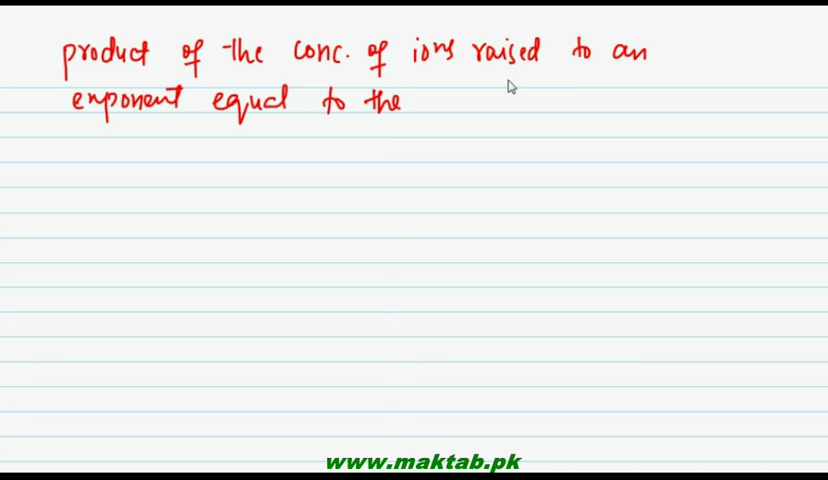 product of the conc. of ions raised to an
exponent equal to the
www.maktab.pk